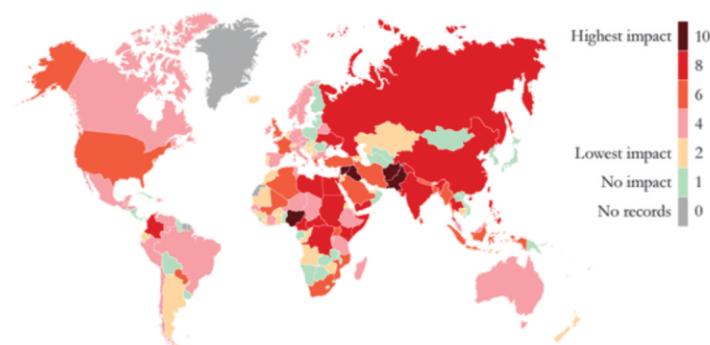 Highest impact 10
8
6
4
Lowest impact 2
No impact 1
No records 0